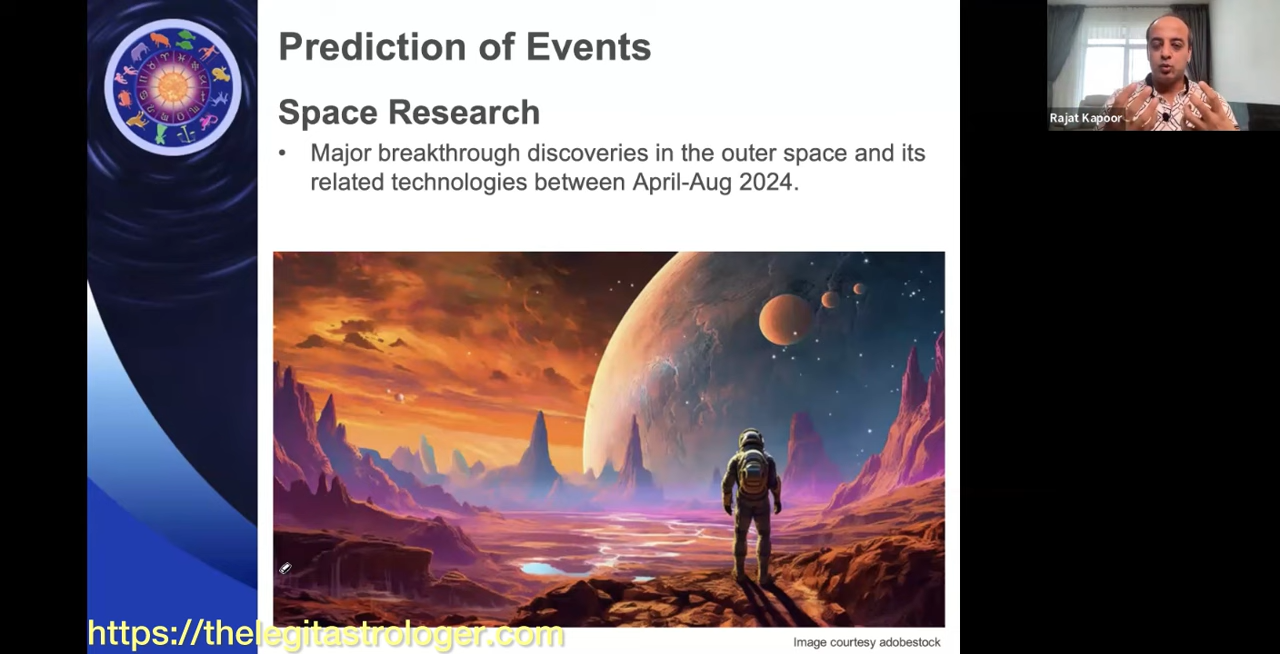 Prediction of Events
Space Research
• Major breakthrough discoveries in the outer space and its
related technologies between April-Aug 2024.
Rajat Kapoor
https://thelegitastrologer.com
Image courtesy adobestock